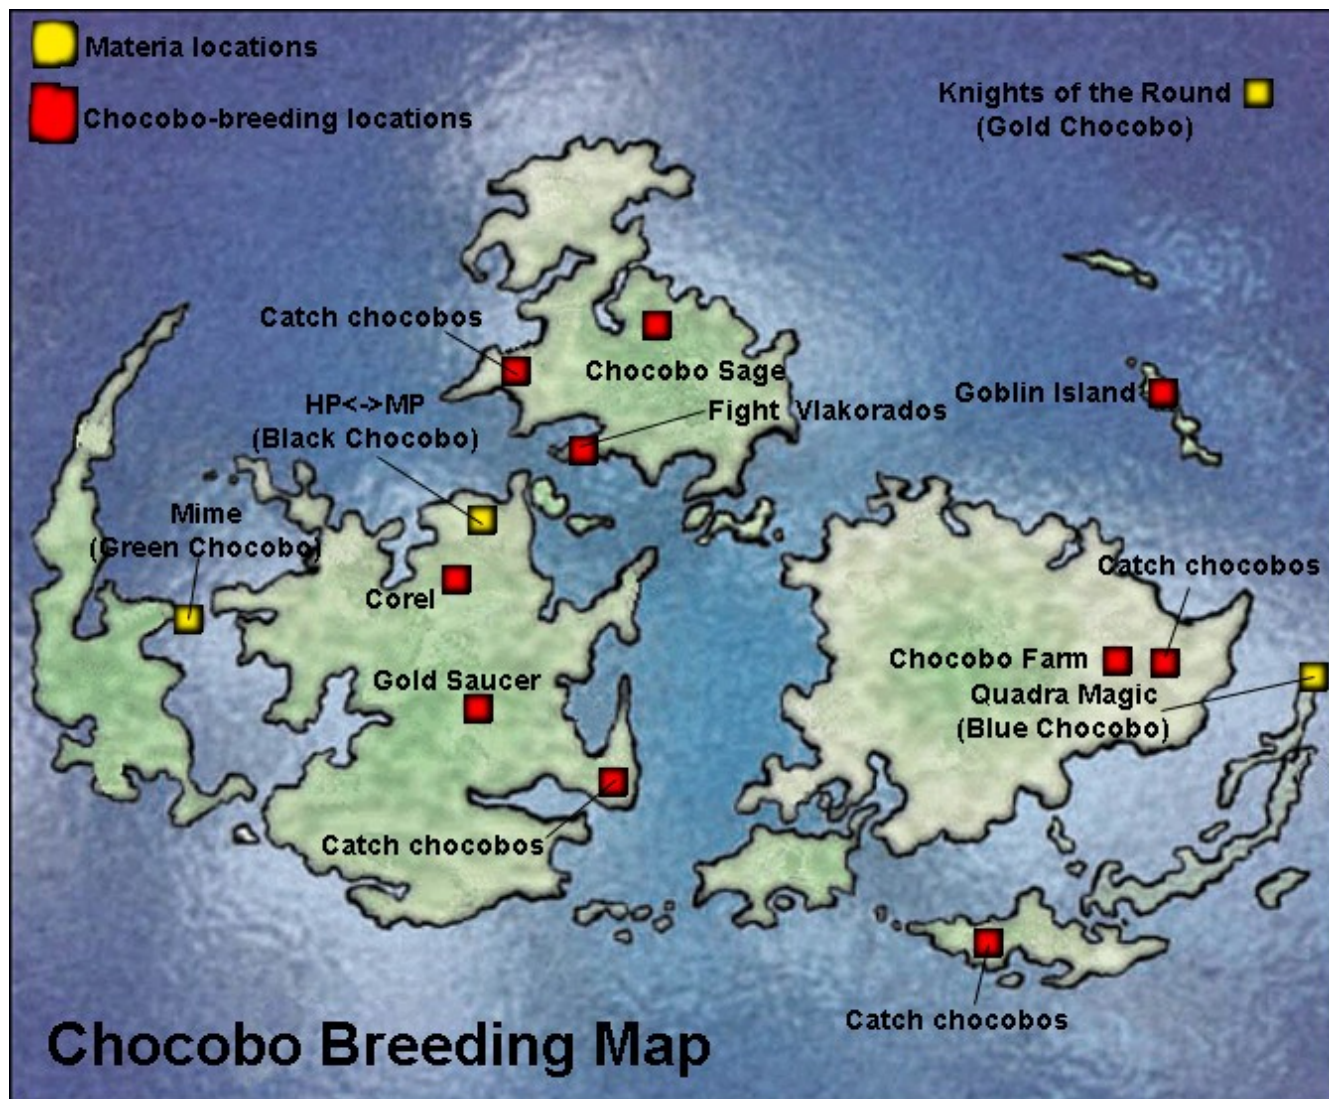 Materia locations
Chocobo-breeding locations
Knights of the Round
(Gold Chocobo)
Catch chocobos
Chocobo Sage
HP<->MP
(Black Chocobo)
Fight Vlakorados
Goblin Island
Mime
(Green Chocobo)
Corel
Catch chocobos
Chocobo Farm
Gold Saucer
Quadra Magic
(Blue Chocobo)
Catch chocobos
Catch chocobos
Chocobo Breeding Map